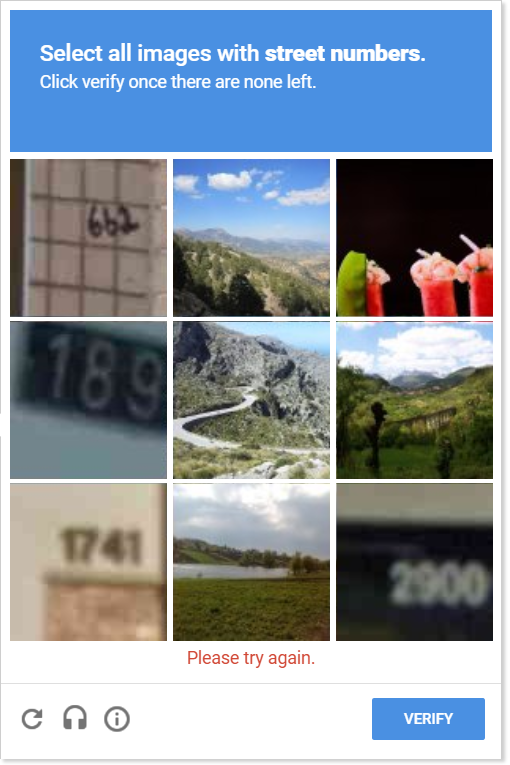 Select all images with street numbers.
Click verify once there are none left.
662
189
1741
2900
Please try again.
VERIFY